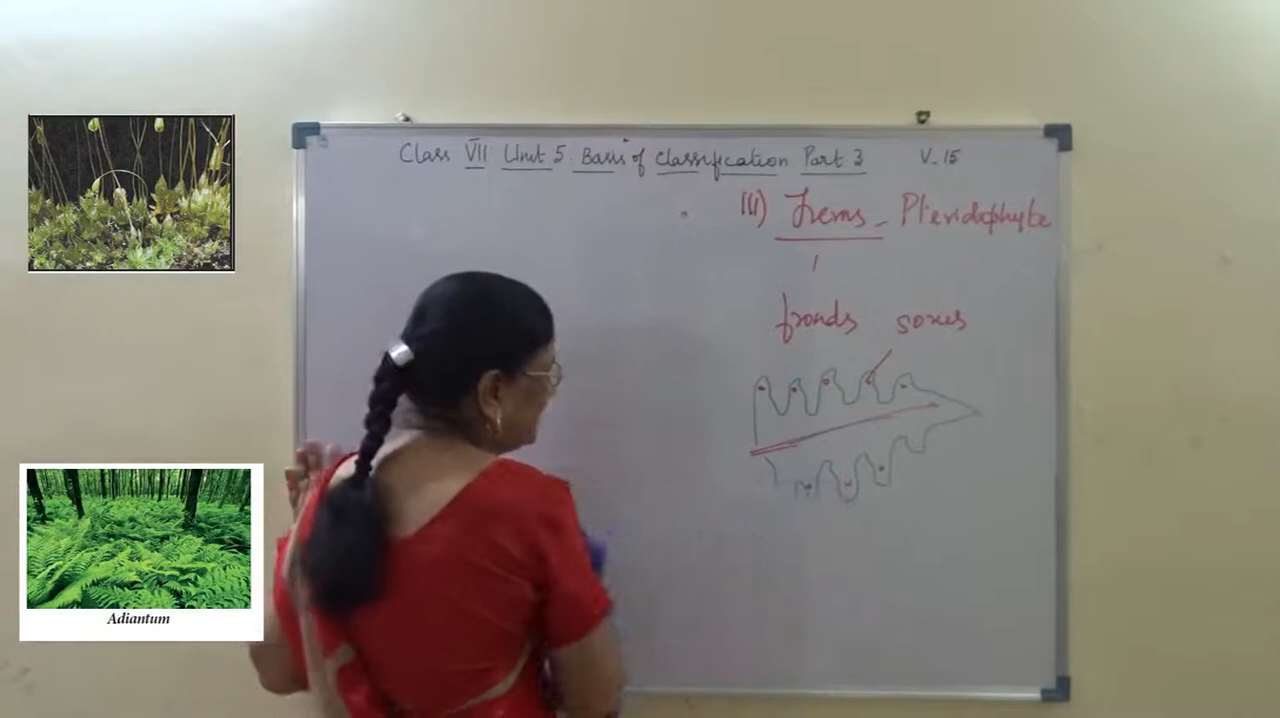 Class VII Unit 5. Basis of Classification Part 3 V. 15
III) Ferns - Pteridophyte
fronds sorus
Adiantum